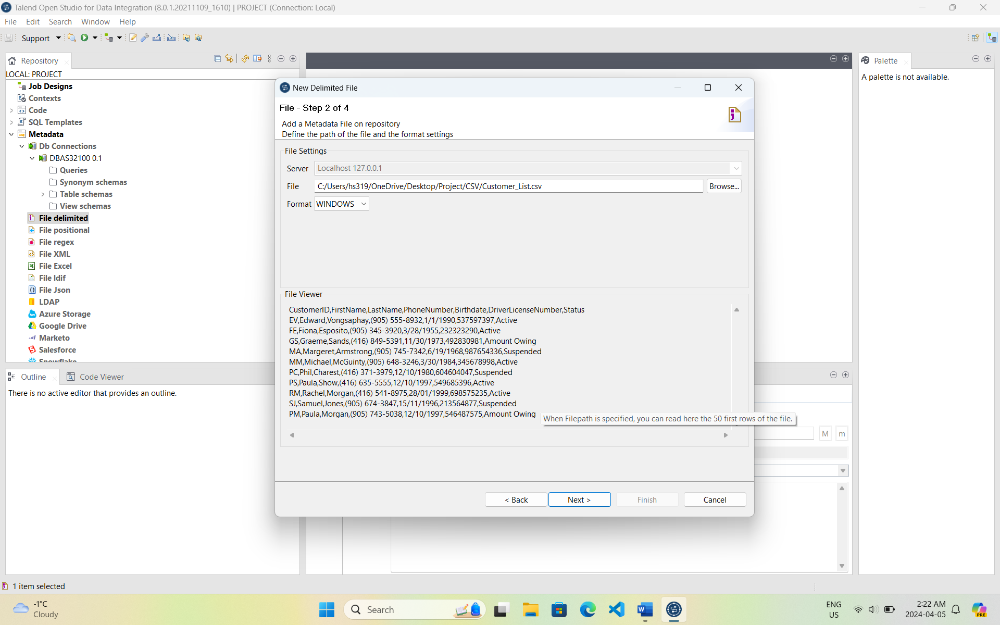 Talend Open Studio for Data Integration (8.0.1.20211109_1610) | PROJECT (Connection: Local)
File Edit Search Window Help
Support
Repository
LOCAL: PROJECT
Job Designs
Contexts
Code
SQL Templates
Metadata
Db Connections
DBAS32100 0.1
Queries
Synonym schemas
Table schemas
View schemas
File delimited
File positional
File regex
File XML
File Excel
File ldif
File Json
LDAP
Azure Storage
Google Drive
Marketo
Salesforce
Snowflake
Outline
Code Viewer
There is no active editor that provides an outline.
Palette
A palette is not available.
New Delimited File
File - Step 2 of 4
Add a Metadata File on repository
Define the path of the file and the format settings
File Settings
Server Localhost 127.0.0.1
File C:/Users/hs319/OneDrive/Desktop/Project/CSV/Customer_List.csv Browse...
Format WINDOWS
File Viewer
CustomerID,FirstName,LastName,PhoneNumber,Birthdate,DriverLicenseNumber,Status
EV,Edward,Vongsaphay,(905) 555-8932,1/1/1990,537597397,Active
FE,Fiona,Esposito,(905) 345-3920,3/28/1955,232323290,Active
GS,Graeme,Sands,(416) 849-5391,11/30/1973,492830981,Amount Owing
MA,Margeret,Armstrong,(905) 745-7342,6/19/1968,987654336,Suspended
MM,Michael,McGuinty,(905) 648-3246,3/30/1984,345678998,Active
PC,Phil,Charest,(416) 371-3979,12/10/1980,604604047,Suspended
PS,Paula,Show,(416) 635-5555,12/10/1997,549685396,Active
RM,Rachel,Morgan,(416) 541-8975,28/01/1999,698575235,Active
SJ,Samuel,Jones,(905) 674-3847,15/11/1996,213564877,Suspended
PM,Paula,Morgan,(905) 743-5038,12/10/1997,546487575,Amount Owing
When Filepath is specified, you can read here the 50 first rows of the file.
M m
< Back Next > Finish Cancel
1 item selected
-1°C
Cloudy
Search
ENG
US
2:22 AM
2024-04-05
PRE